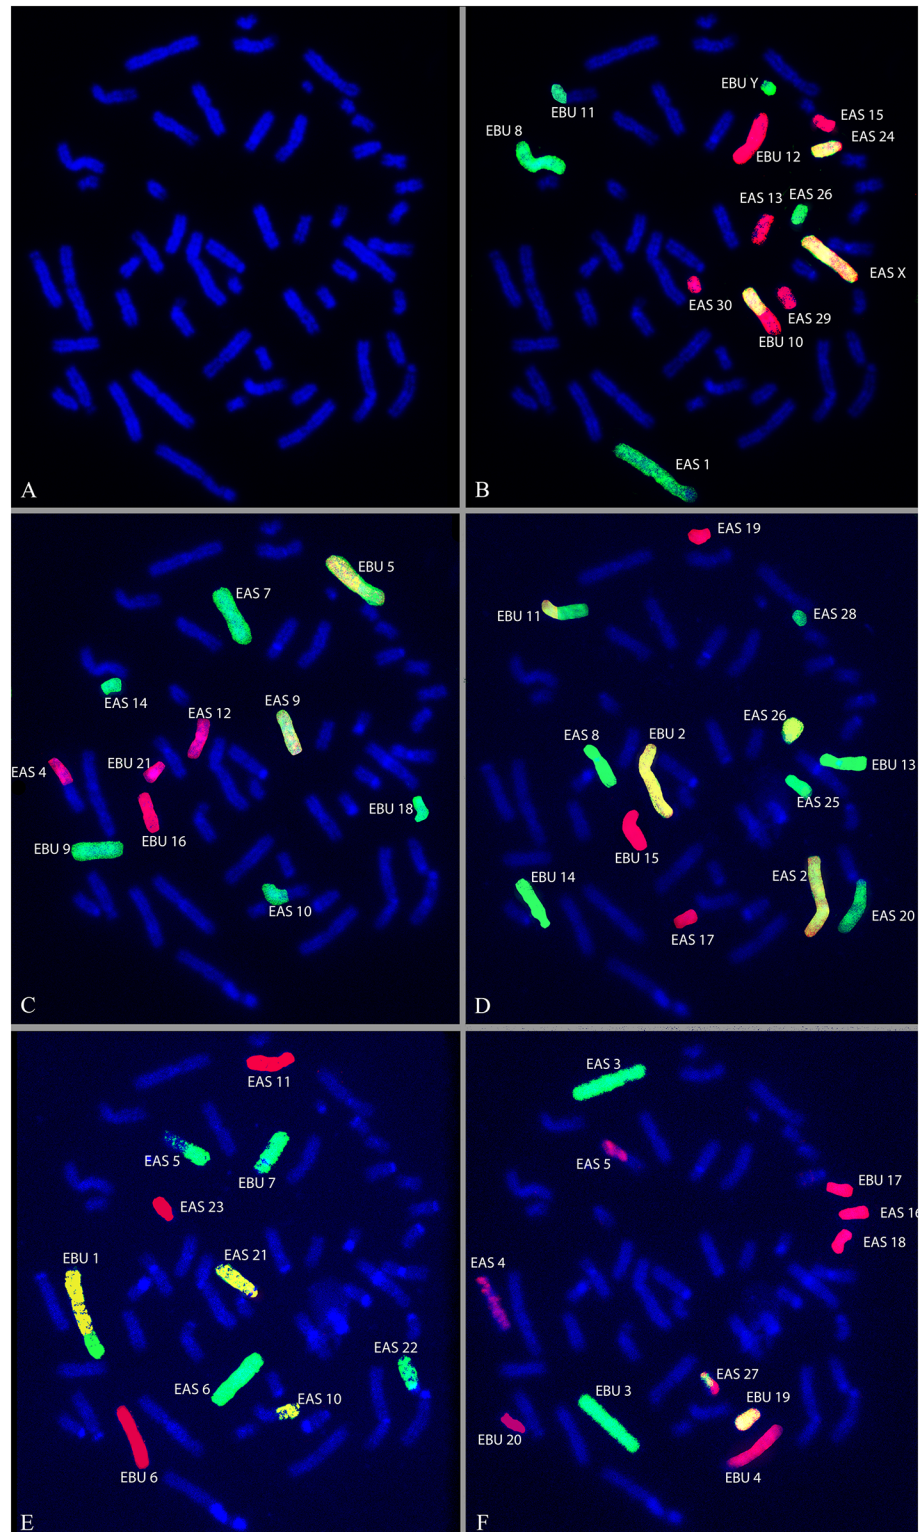 A
EBU Y
EBU 11
EAS 15
EBU 8
EAS 24
EBU 12
EAS 13
EAS 26
EAS X
EAS 30
EAS 29
EBU 10
EAS 1
B
EBU 5
EAS 7
EAS 14
EAS 9
EAS 12
EBU 21
EAS 4
EBU 18
EBU 16
EBU 9
EAS 10
C
EAS 19
EBU 11
EAS 28
EAS 26
EAS 8
EBU 2
EBU 13
EAS 25
EBU 15
EBU 14
EAS 2
EAS 20
EAS 17
D
EAS 11
EAS 5
EBU 7
EAS 23
EBU 1
EAS 21
EAS 22
EAS 6
EAS 10
EBU 6
E
EAS 3
EAS 5
EBU 17
EAS 16
EAS 18
EAS 4
EAS 27
EBU 3
EBU 19
EBU 20
EBU 4
F